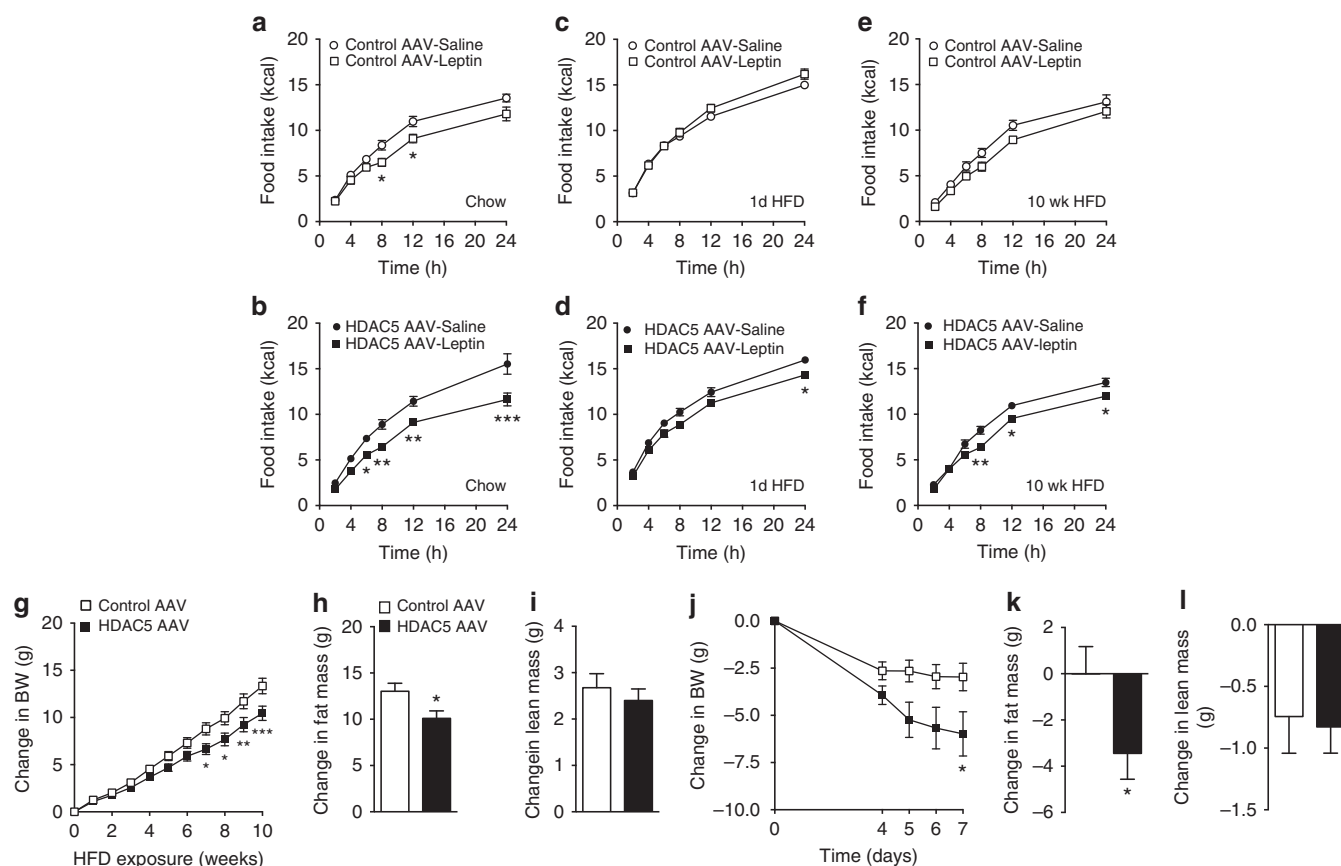 a
Control AAV-Saline
Control AAV-Leptin
Food intake (kcal)
20
15
10
5
0
*
*
Chow
0 4 8 12 16 20 24
Time (h)
c
Control AAV-Saline
Control AAV-Leptin
Food intake (kcal)
20
15
10
5
0
1d HFD
0 4 8 12 16 20 24
Time (h)
e
Control AAV-Saline
Control AAV-Leptin
Food intake (kcal)
20
15
10
5
0
10 wk HFD
0 4 8 12 16 20 24
Time (h)
b
HDAC5 AAV-Saline
HDAC5 AAV-Leptin
Food intake (kcal)
20
15
10
5
0
*
**
**
***
Chow
0 4 8 12 16 20 24
Time (h)
d
HDAC5 AAV-Saline
HDAC5 AAV-Leptin
Food intake (kcal)
20
15
10
5
0
*
1d HFD
0 4 8 12 16 20 24
Time (h)
f
HDAC5 AAV-Saline
HDAC5 AAV-leptin
Food intake (kcal)
20
15
10
5
0
**
*
*
10 wk HFD
0 4 8 12 16 20 24
Time (h)
g
Control AAV
HDAC5 AAV
Change in BW (g)
20
15
10
5
0
*
*
**
***
0 2 4 6 8 10
HFD exposure (weeks)
h
Control AAV
HDAC5 AAV
Change in fat mass (g)
20
15
10
5
0
*
i
Changein lean mass (g)
4
3
2
1
0
j
Change in BW (g)
0.0
−2.5
−5.0
−7.5
−10.0
*
0 4 5 6 7
Time (days)
k
Change in fat mass (g)
2
0
−2
−4
−6
*
l
Change in lean mass
(g)
0.0
−0.5
−1.0
−1.5